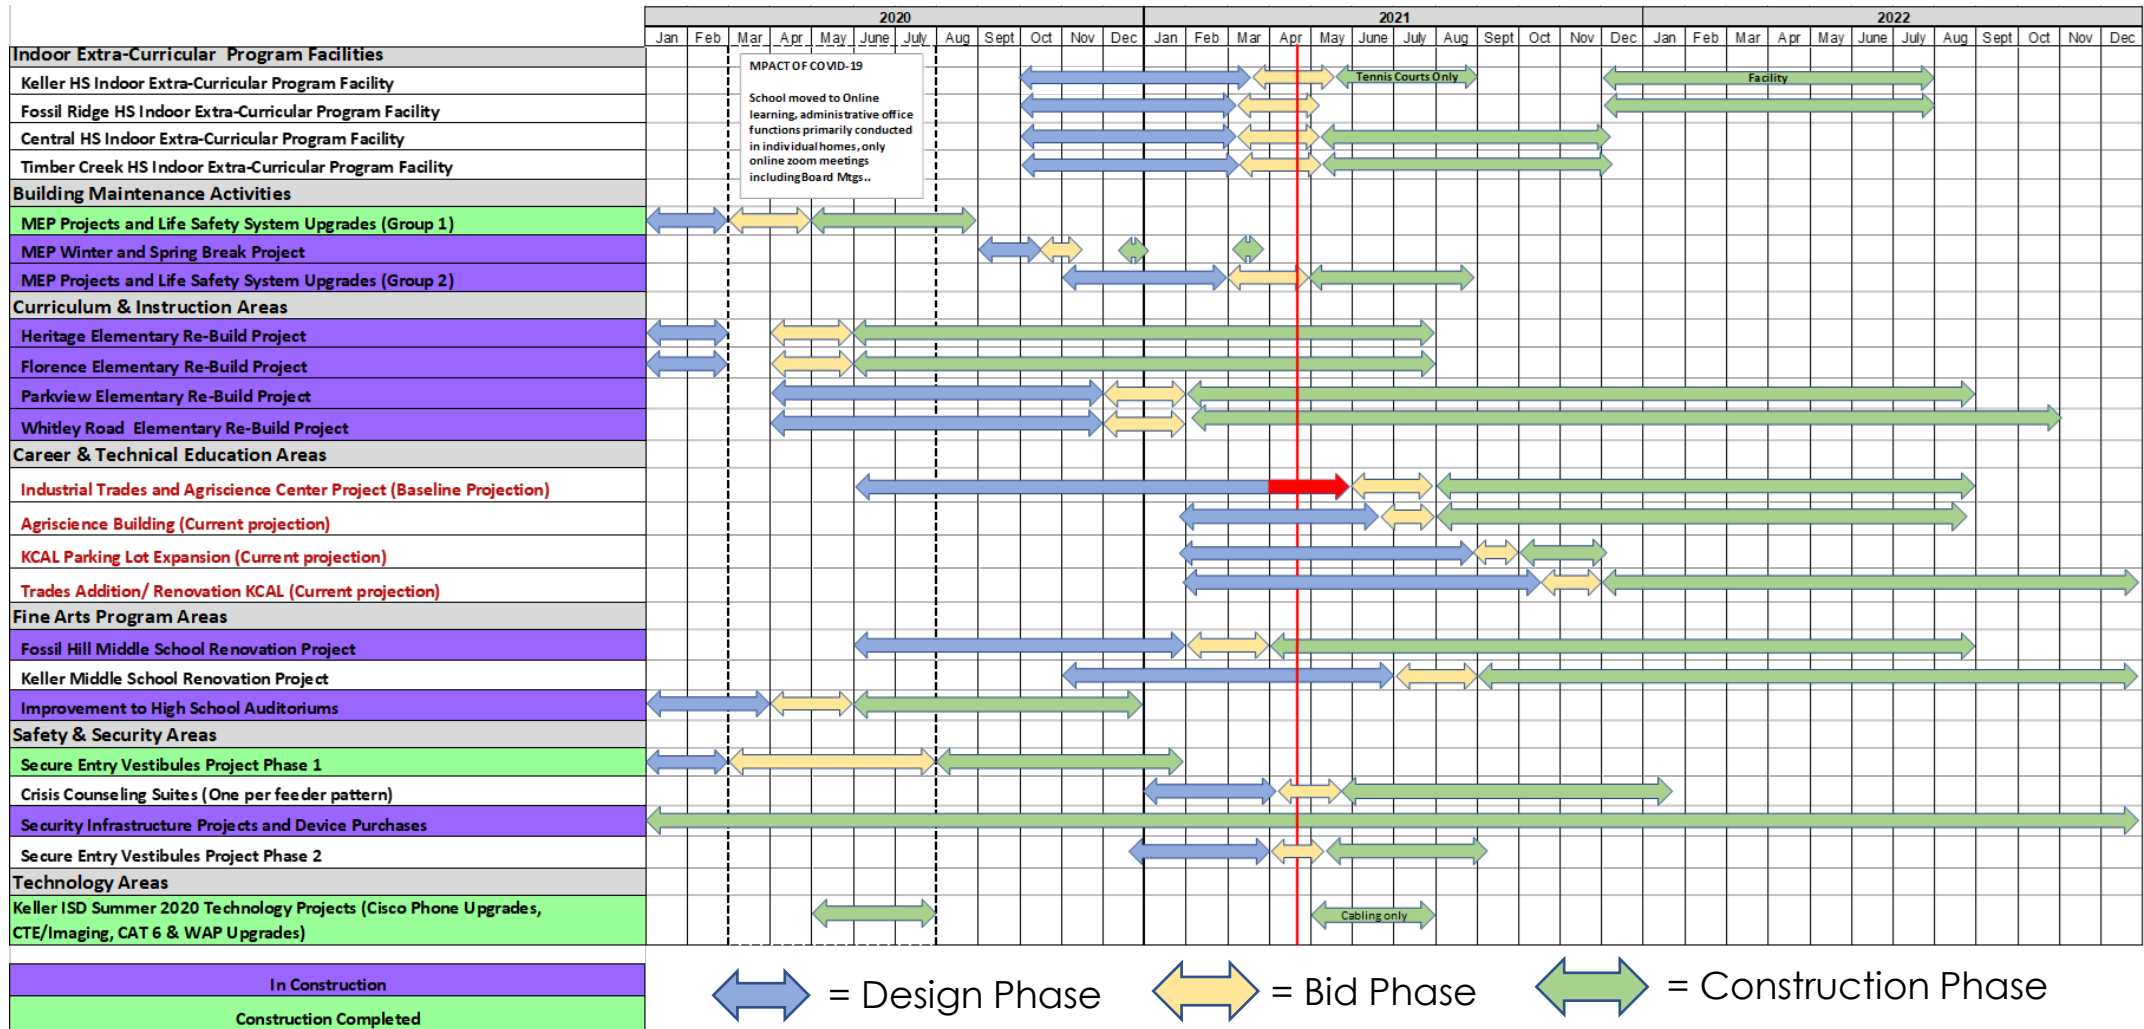 2020 2021 2022
Jan Feb Mar Apr May June July Aug Sept Oct Nov Dec Jan Feb Mar Apr May June July Aug Sept Oct Nov Dec Jan Feb Mar Apr May June July Aug Sept Oct Nov Dec
Indoor Extra-Curricular Program Facilities
MPACT OF COVID-19
School moved to Online
learning, administrative office
functions primarily conducted
in individual homes, only
online zoom meetings
including Board Mtgs..
Keller HS Indoor Extra-Curricular Program Facility
Tennis Courts Only
Facility
Fossil Ridge HS Indoor Extra-Curricular Program Facility
Central HS Indoor Extra-Curricular Program Facility
Timber Creek HS Indoor Extra-Curricular Program Facility
Building Maintenance Activities
MEP Projects and Life Safety System Upgrades (Group 1)
MEP Winter and Spring Break Project
MEP Projects and Life Safety System Upgrades (Group 2)
Curriculum & Instruction Areas
Heritage Elementary Re-Build Project
Florence Elementary Re-Build Project
Parkview Elementary Re-Build Project
Whitley Road Elementary Re-Build Project
Career & Technical Education Areas
Industrial Trades and Agriscience Center Project (Baseline Projection)
Agriscience Building (Current projection)
KCAL Parking Lot Expansion (Current projection)
Trades Addition/ Renovation KCAL (Current projection)
Fine Arts Program Areas
Fossil Hill Middle School Renovation Project
Keller Middle School Renovation Project
Improvement to High School Auditoriums
Safety & Security Areas
Secure Entry Vestibules Project Phase 1
Crisis Counseling Suites (One per feeder pattern)
Security Infrastructure Projects and Device Purchases
Secure Entry Vestibules Project Phase 2
Technology Areas
Keller ISD Summer 2020 Technology Projects (Cisco Phone Upgrades,
CTE/Imaging, CAT 6 & WAP Upgrades)
Cabling only
In Construction
Construction Completed
= Design Phase
= Bid Phase
= Construction Phase